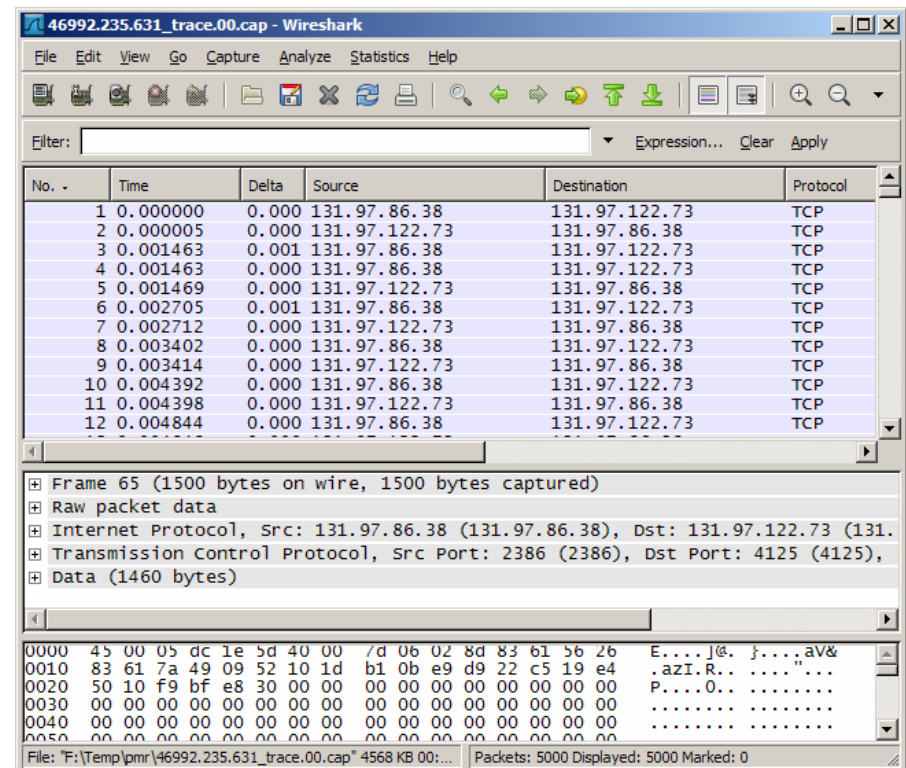 46992.235.631_trace.00.cap - Wireshark
File Edit View Go Capture Analyze Statistics Help
Filter: Expression... Clear Apply
No. Time Delta Source Destination Protocol
1 0.000000 0.000 131.97.86.38 131.97.122.73 TCP
2 0.000005 0.000 131.97.122.73 131.97.86.38 TCP
3 0.001463 0.001 131.97.86.38 131.97.122.73 TCP
4 0.001463 0.000 131.97.86.38 131.97.122.73 TCP
5 0.001469 0.000 131.97.122.73 131.97.86.38 TCP
6 0.002705 0.001 131.97.86.38 131.97.122.73 TCP
7 0.002712 0.000 131.97.122.73 131.97.86.38 TCP
8 0.003402 0.000 131.97.86.38 131.97.122.73 TCP
9 0.003414 0.000 131.97.122.73 131.97.86.38 TCP
10 0.004392 0.000 131.97.86.38 131.97.122.73 TCP
11 0.004398 0.000 131.97.122.73 131.97.86.38 TCP
12 0.004844 0.000 131.97.86.38 131.97.122.73 TCP
Frame 65 (1500 bytes on wire, 1500 bytes captured)
Raw packet data
Internet Protocol, Src: 131.97.86.38 (131.97.86.38), Dst: 131.97.122.73 (131.
Transmission Control Protocol, Src Port: 2386 (2386), Dst Port: 4125 (4125),
Data (1460 bytes)
0000 45 00 05 dc 1e 5d 40 00 7d 06 02 8d 83 61 56 26 E....]@. }....aV&
0010 83 61 7a 49 09 52 10 1d b1 0b e9 d9 22 c5 19 e4 .azI.R.. ...."...
0020 50 10 f9 bf e8 30 00 00 00 00 00 00 00 00 00 00 P....0.. ........
0030 00 00 00 00 00 00 00 00 00 00 00 00 00 00 00 00 ........ ........
0040 00 00 00 00 00 00 00 00 00 00 00 00 00 00 00 00 ........ ........
0050 00 00 00 00 00 00 00 00 00 00 00 00 00 00 00 00 ........ ........
File: "F:\Temp\pmr\46992.235.631_trace.00.cap" 4568 KB 00:... Packets: 5000 Displayed: 5000 Marked: 0